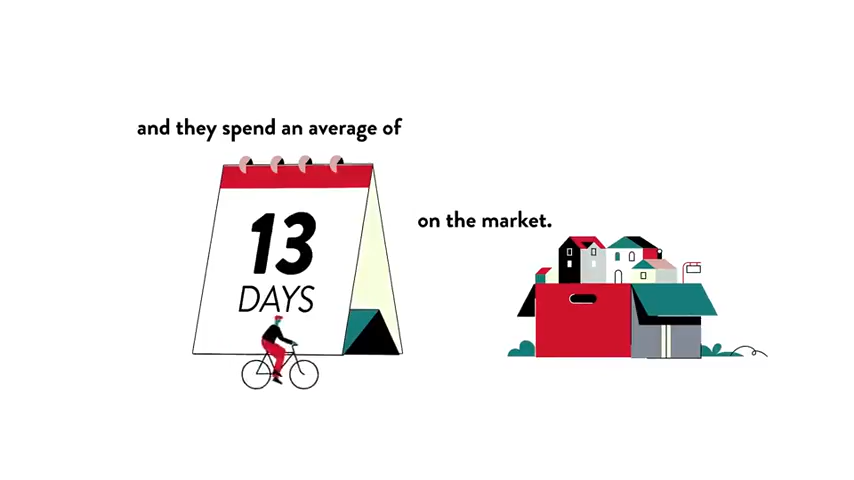 and they spend an average of
13
DAYS
on the market.